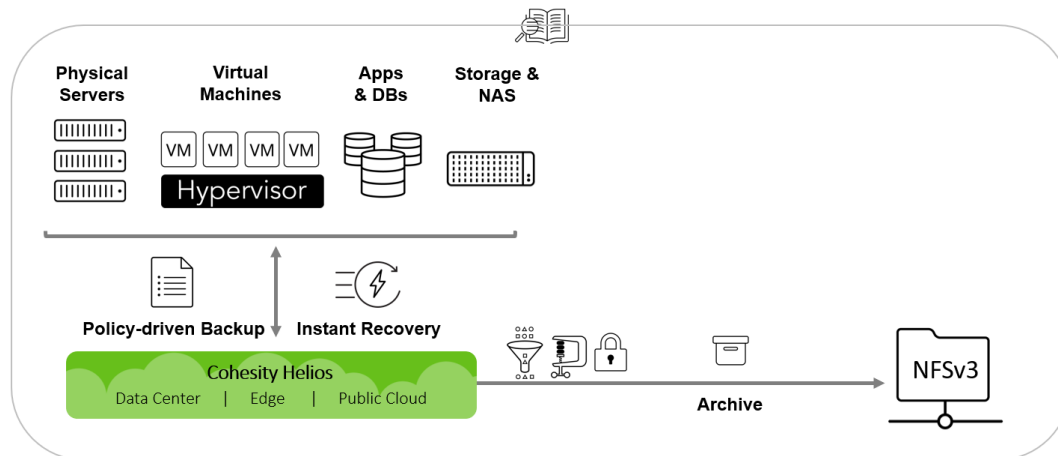 Physical
Servers
Virtual
Machines
Apps
& DBs
Storage &
NAS
VM VM VM VM
Hypervisor
Policy-driven Backup
Instant Recovery
Cohesity Helios
Data Center | Edge | Public Cloud
Archive
NFSv3